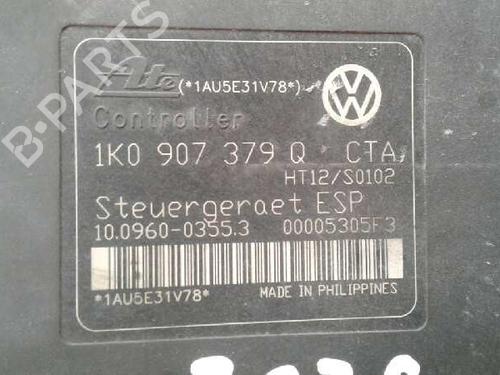 Ate (*1AU5E31V78*)
Controller
1K0 907 379 Q CTA
HT12/S0102
Steuergeraet ESP
10.0960-0355.3 00005305F3
*1AU5E31V78* MADE IN PHILIPPINES
B-PARTS